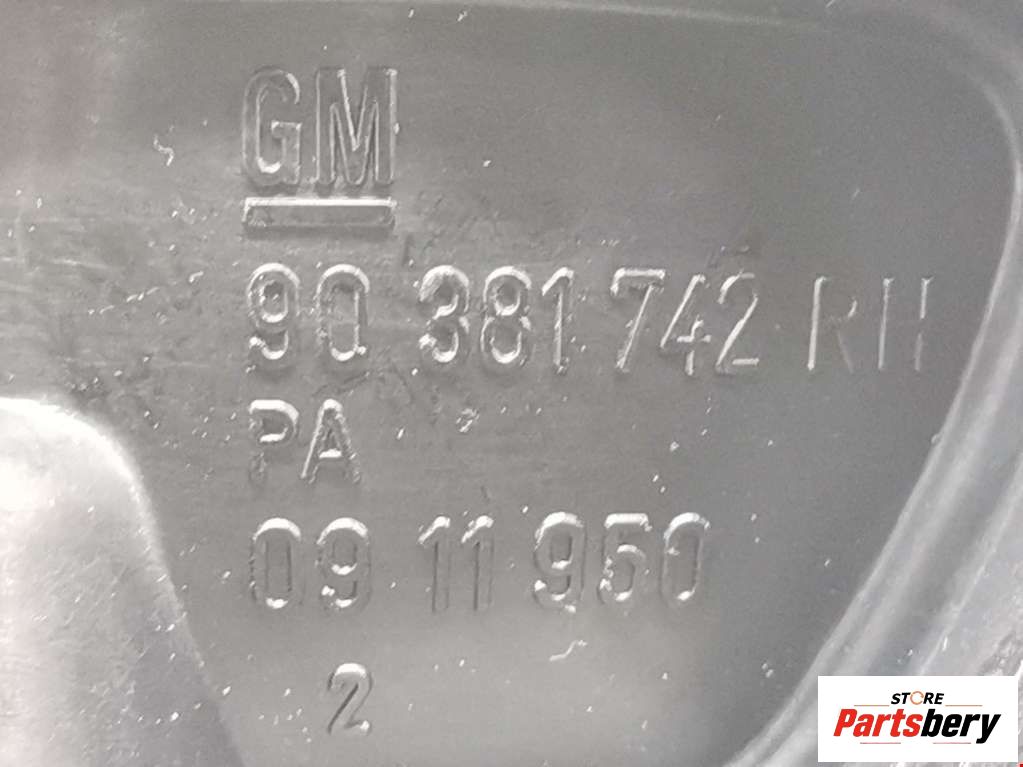 GM
90 381 742 RH
PA
09 11 950
2
STORE
Partsbery